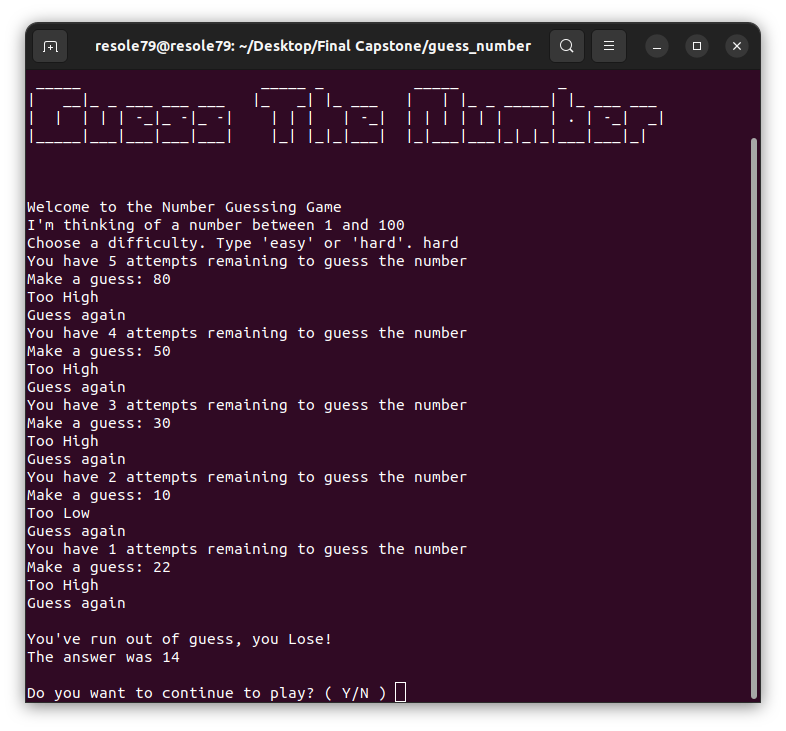 resole79@resole79: ~/Desktop/Final Capstone/guess_number
Guess The Number
Welcome to the Number Guessing Game
I'm thinking of a number between 1 and 100
Choose a difficulty. Type 'easy' or 'hard'. hard
You have 5 attempts remaining to guess the number
Make a guess: 80
Too High
Guess again
You have 4 attempts remaining to guess the number
Make a guess: 50
Too High
Guess again
You have 3 attempts remaining to guess the number
Make a guess: 30
Too High
Guess again
You have 2 attempts remaining to guess the number
Make a guess: 10
Too Low
Guess again
You have 1 attempts remaining to guess the number
Make a guess: 22
Too High
Guess again
You've run out of guess, you Lose!
The answer was 14
Do you want to continue to play? ( Y/N )